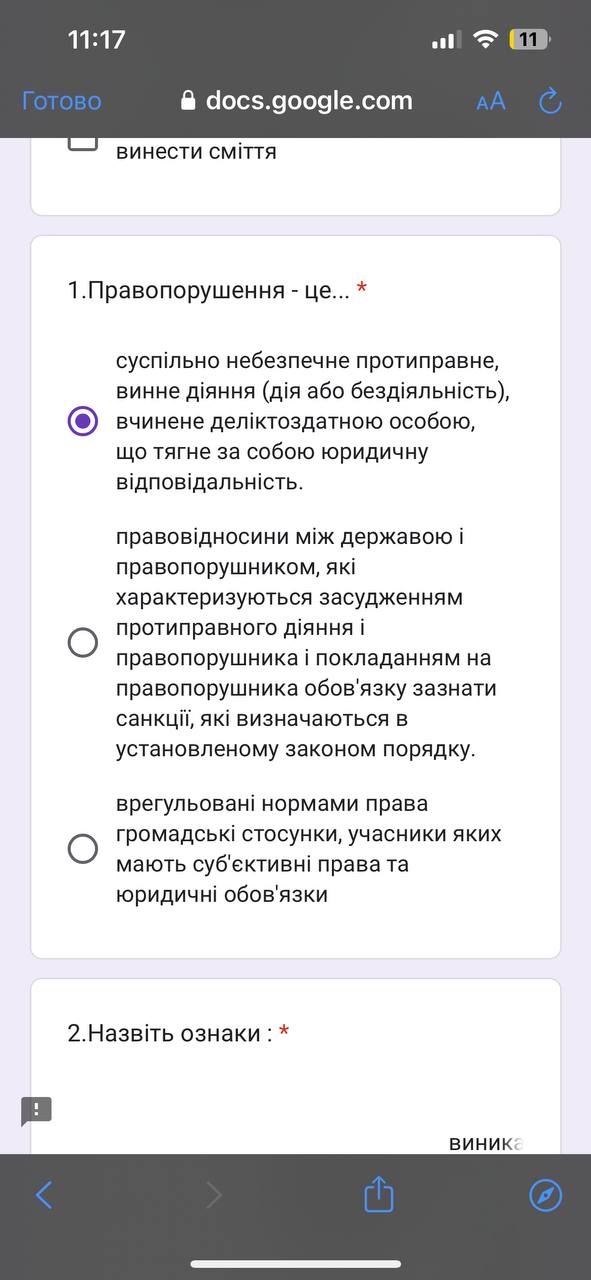 11:17
11
Готово
docs.google.com
AA
винести сміття
1.Правопорушення - це... *
суспільно небезпечне протиправне,
винне діяння (дія або бездіяльність),
вчинене деліктоздатною особою,
що тягне за собою юридичну
відповідальність.
правовідносини між державою і
правопорушником, які
характеризуються засудженням
протиправного діяння і
правопорушника і покладанням на
правопорушника обов'язку зазнати
санкції, які визначаються в
установленому законом порядку.
врегульовані нормами права
громадські стосунки, учасники яких
мають суб'єктивні права та
юридичні обов'язки
2.Назвіть ознаки : *